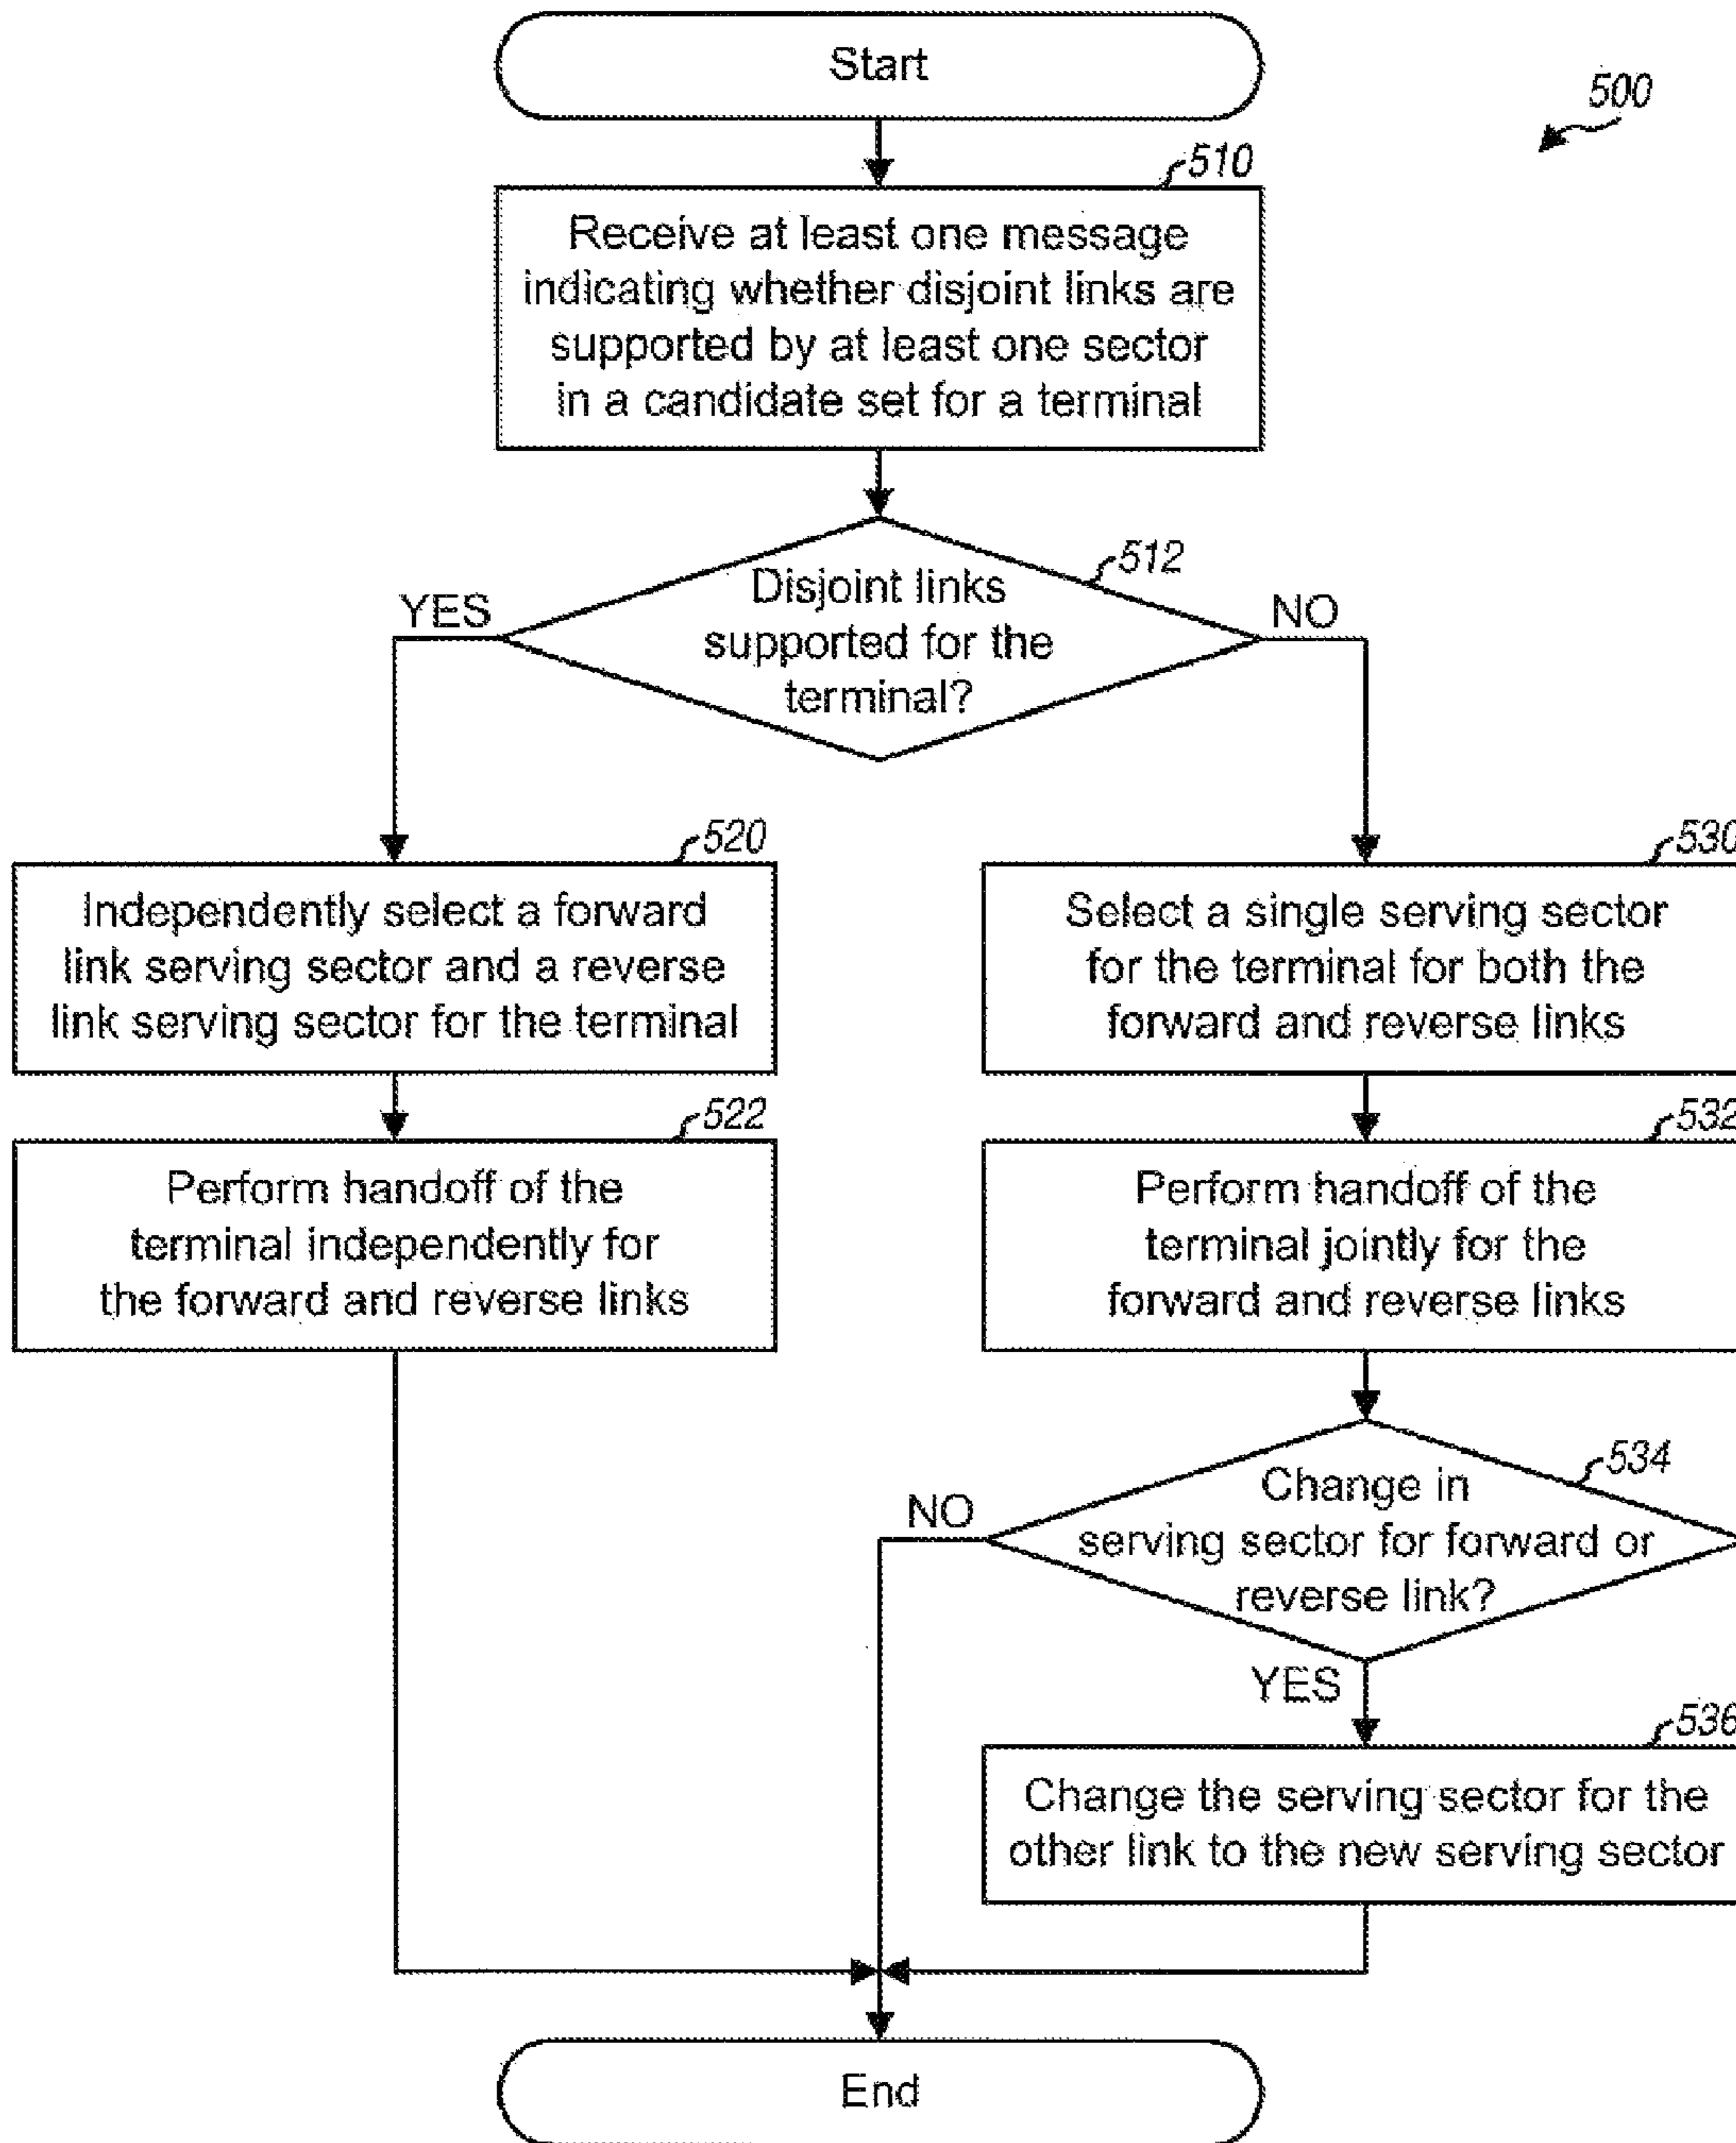 Start
500
510
Receive at least one message
indicating whether disjoint links are
supported by at least one sector
in a candidate set for a terminal
512
Disjoint links
supported for the
terminal?
YES
NO
520
Independently select a forward
link serving sector and a reverse
link serving sector for the terminal
530
Select a single serving sector
for the terminal for both the
forward and reverse links
522
Perform handoff of the
terminal independently for
the forward and reverse links
532
Perform handoff of the
terminal jointly for the
forward and reverse links
534
Change in
serving sector for forward or
reverse link?
NO
YES
536
Change the serving sector for the
other link to the new serving sector
End